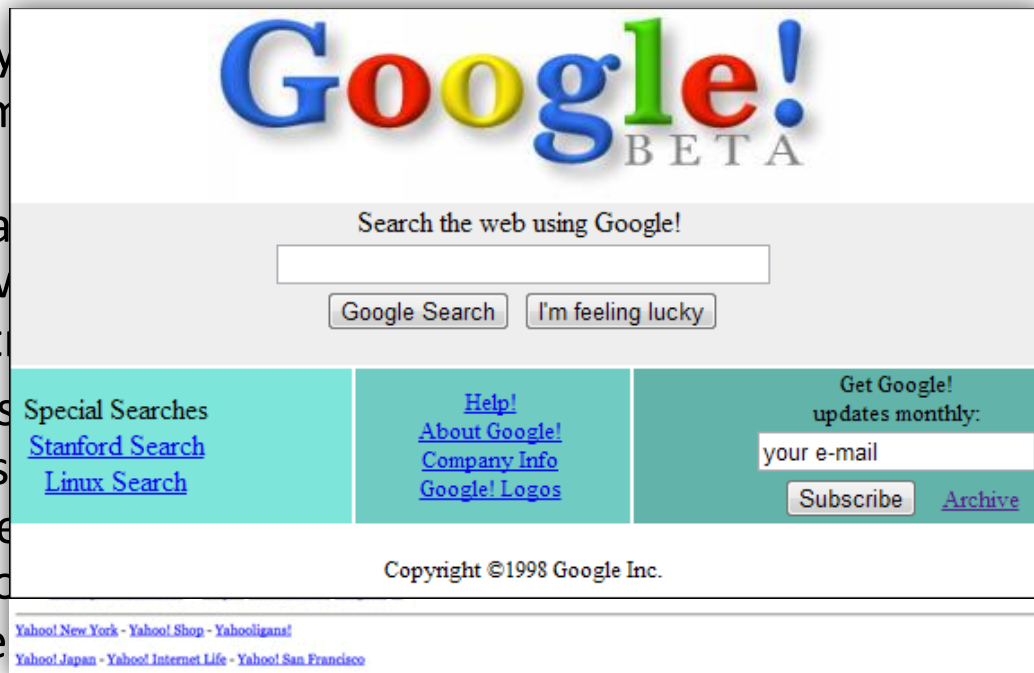 Google!
BETA
Search the web using Google!
Google Search I'm feeling lucky
Special Searches
Stanford Search
Linux Search
Help!
About Google!
Company Info
Google! Logos
Get Google!
updates monthly:
your e-mail
Subscribe Archive
Copyright ©1998 Google Inc.
Yahoo! New York - Yahoo! Shop - Yahooligans!
Yahoo! Japan - Yahoo! Internet Life - Yahoo! San Francisco